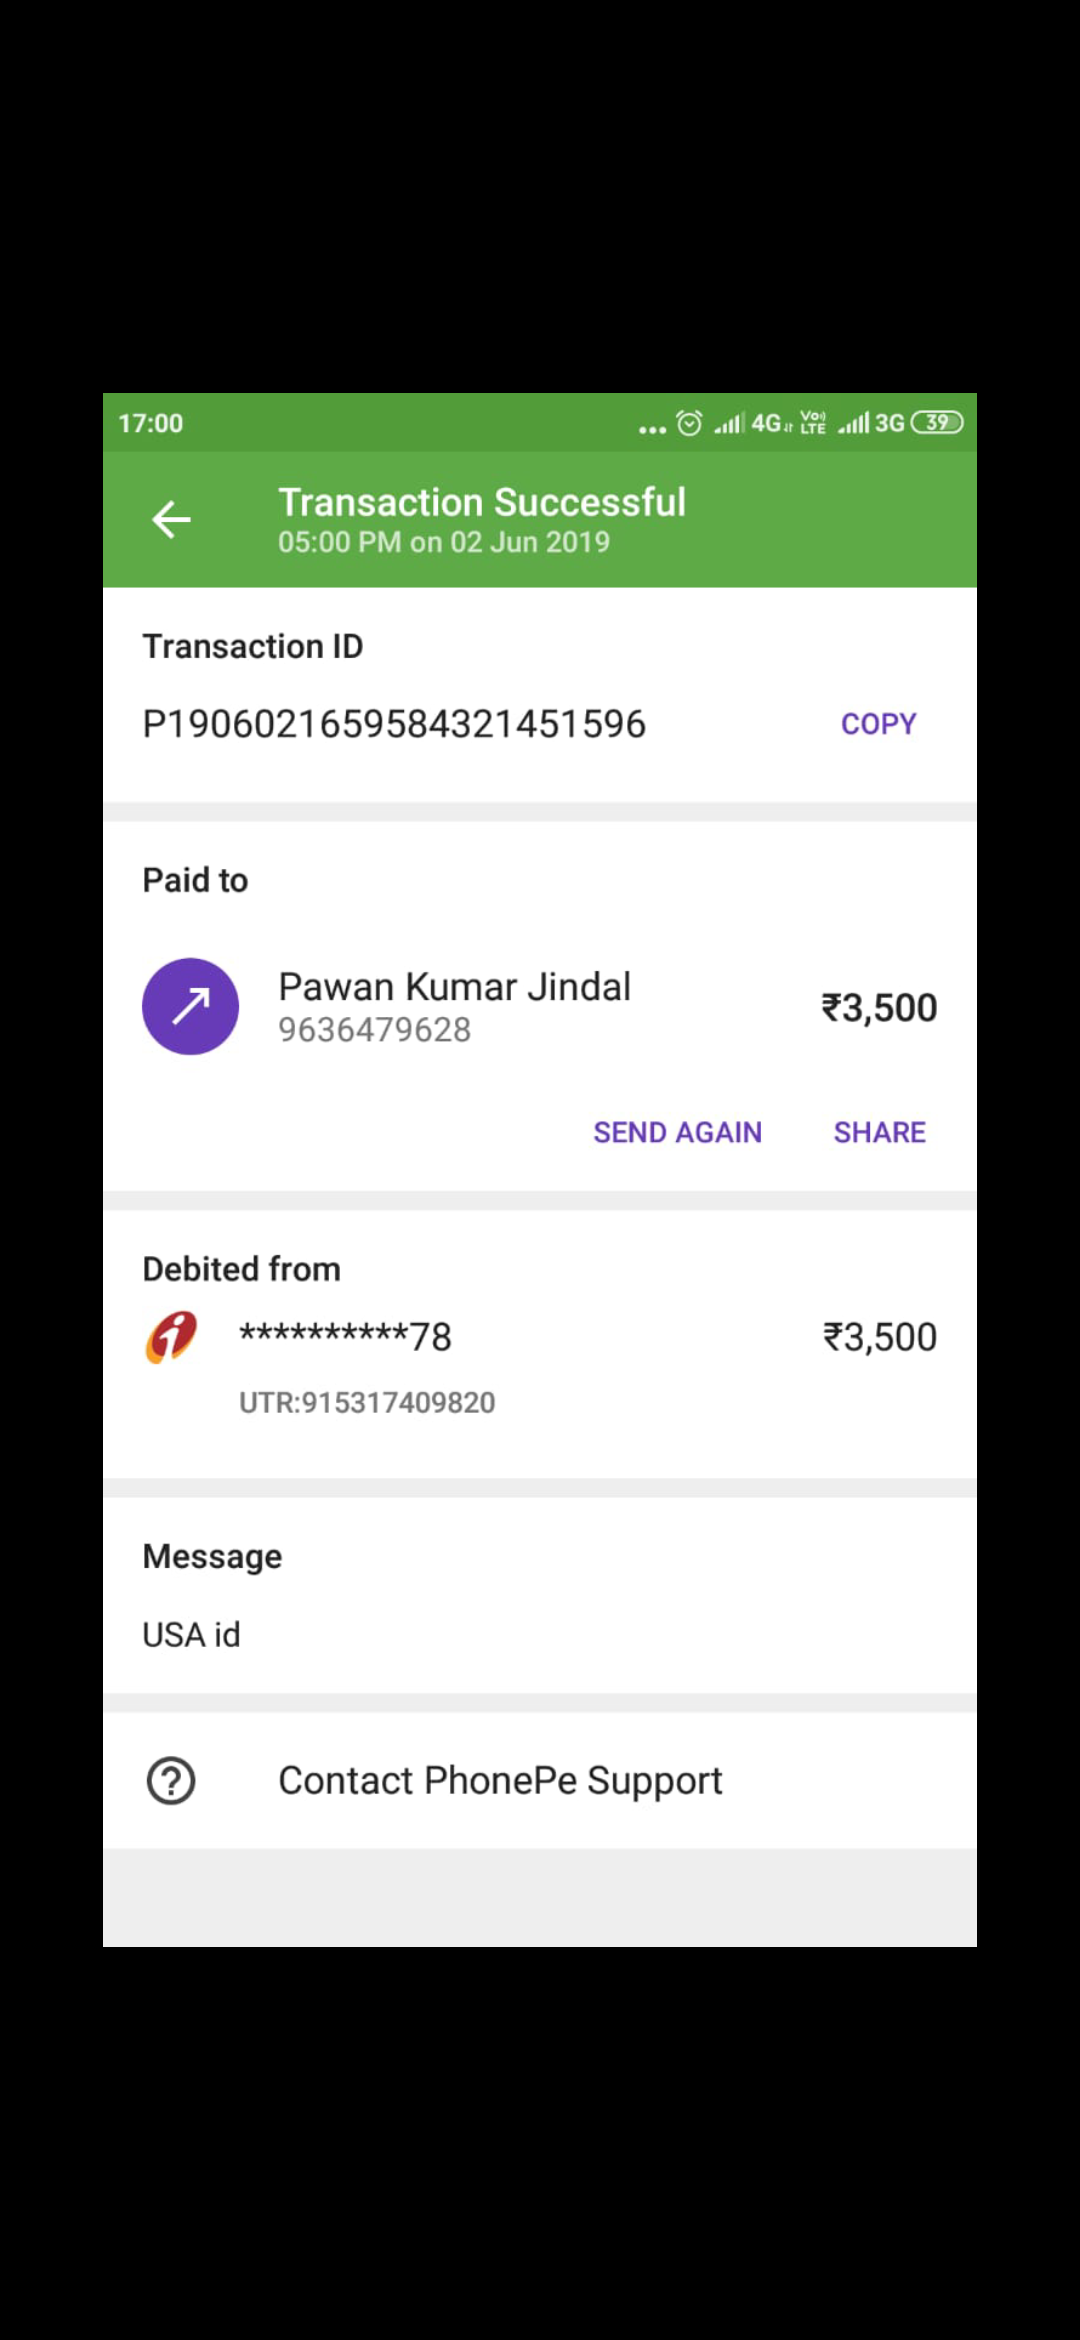 17:00 ... 4G Vo) LTE 3G 39
Transaction Successful
05:00 PM on 02 Jun 2019
Transaction ID
P1906021659584321451596 COPY
Paid to
Pawan Kumar Jindal
9636479628
₹3,500
SEND AGAIN SHARE
Debited from
**********78 ₹3,500
UTR:915317409820
Message
USA id
Contact PhonePe Support